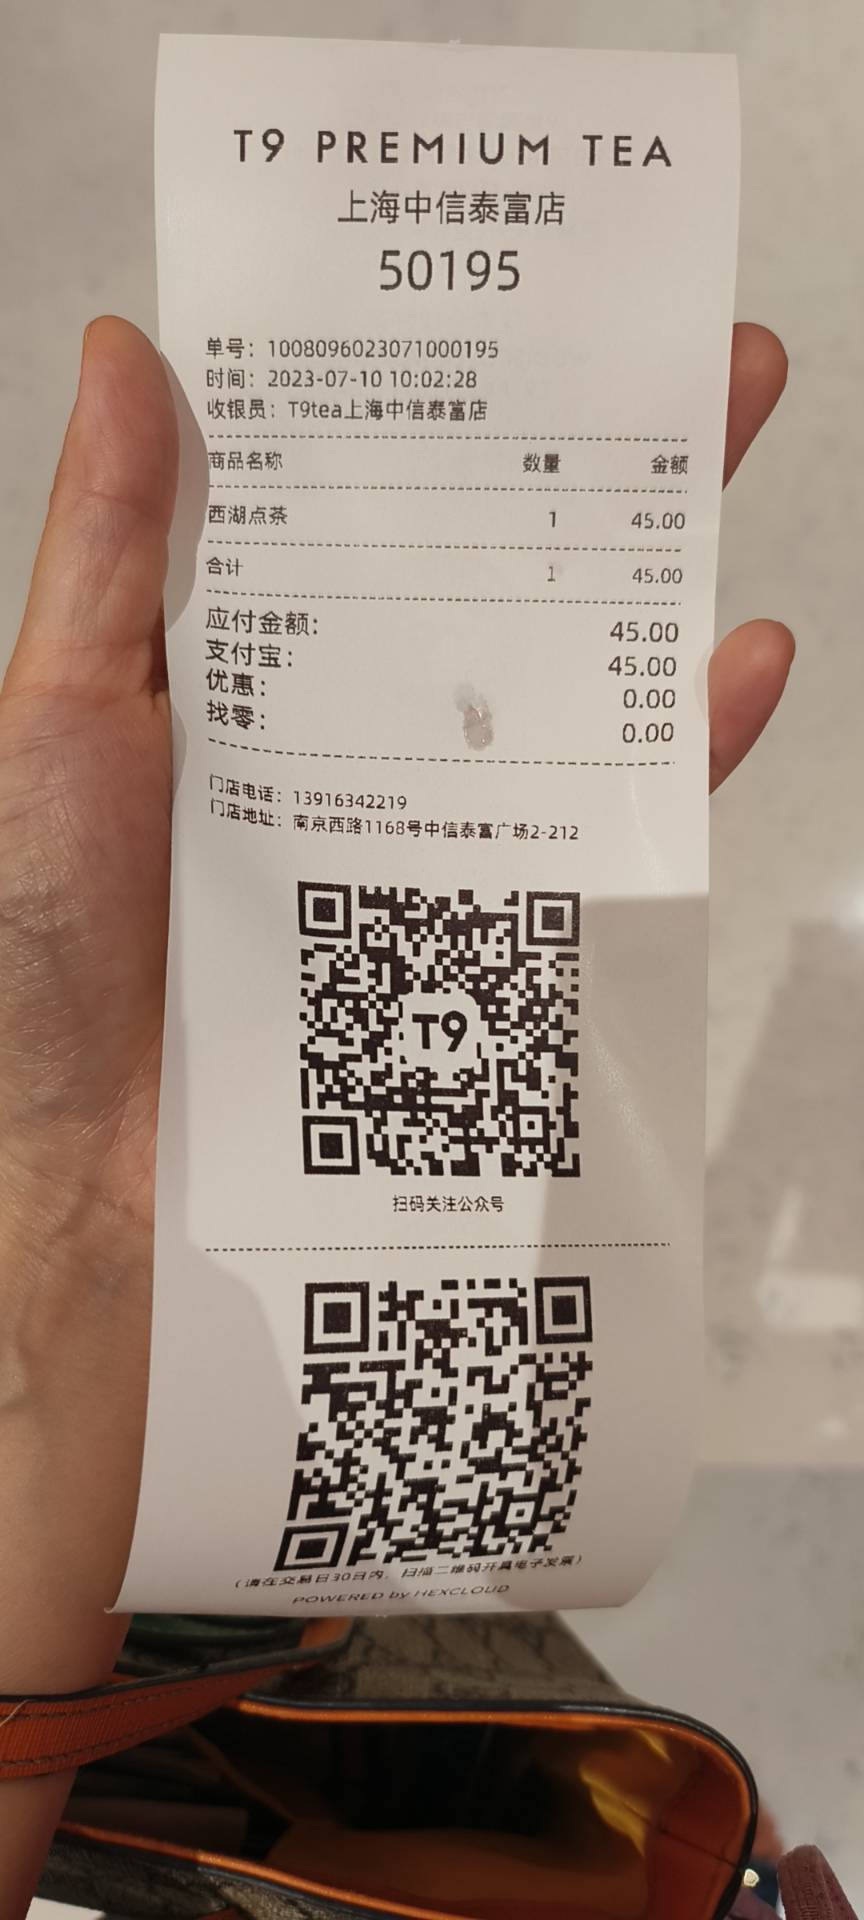 T9 PREMIUM TEA
上海中信泰富店
50195
单号：1008096023071000195
时间：2023-07-10 10:02:28
收银员：T9tea上海中信泰富店
商品名称 数量 金额
西湖点茶 1 45.00
合计 1 45.00
应付金额： 45.00
支付宝： 45.00
优惠： 0.00
找零： 0.00
门店电话：13916342219
门店地址：南京西路1168号中信泰富广场2-212
T9
扫码关注公众号
（请在交易日30日内，扫描二维码开具电子发票）
POWERED by HEXCLOUD